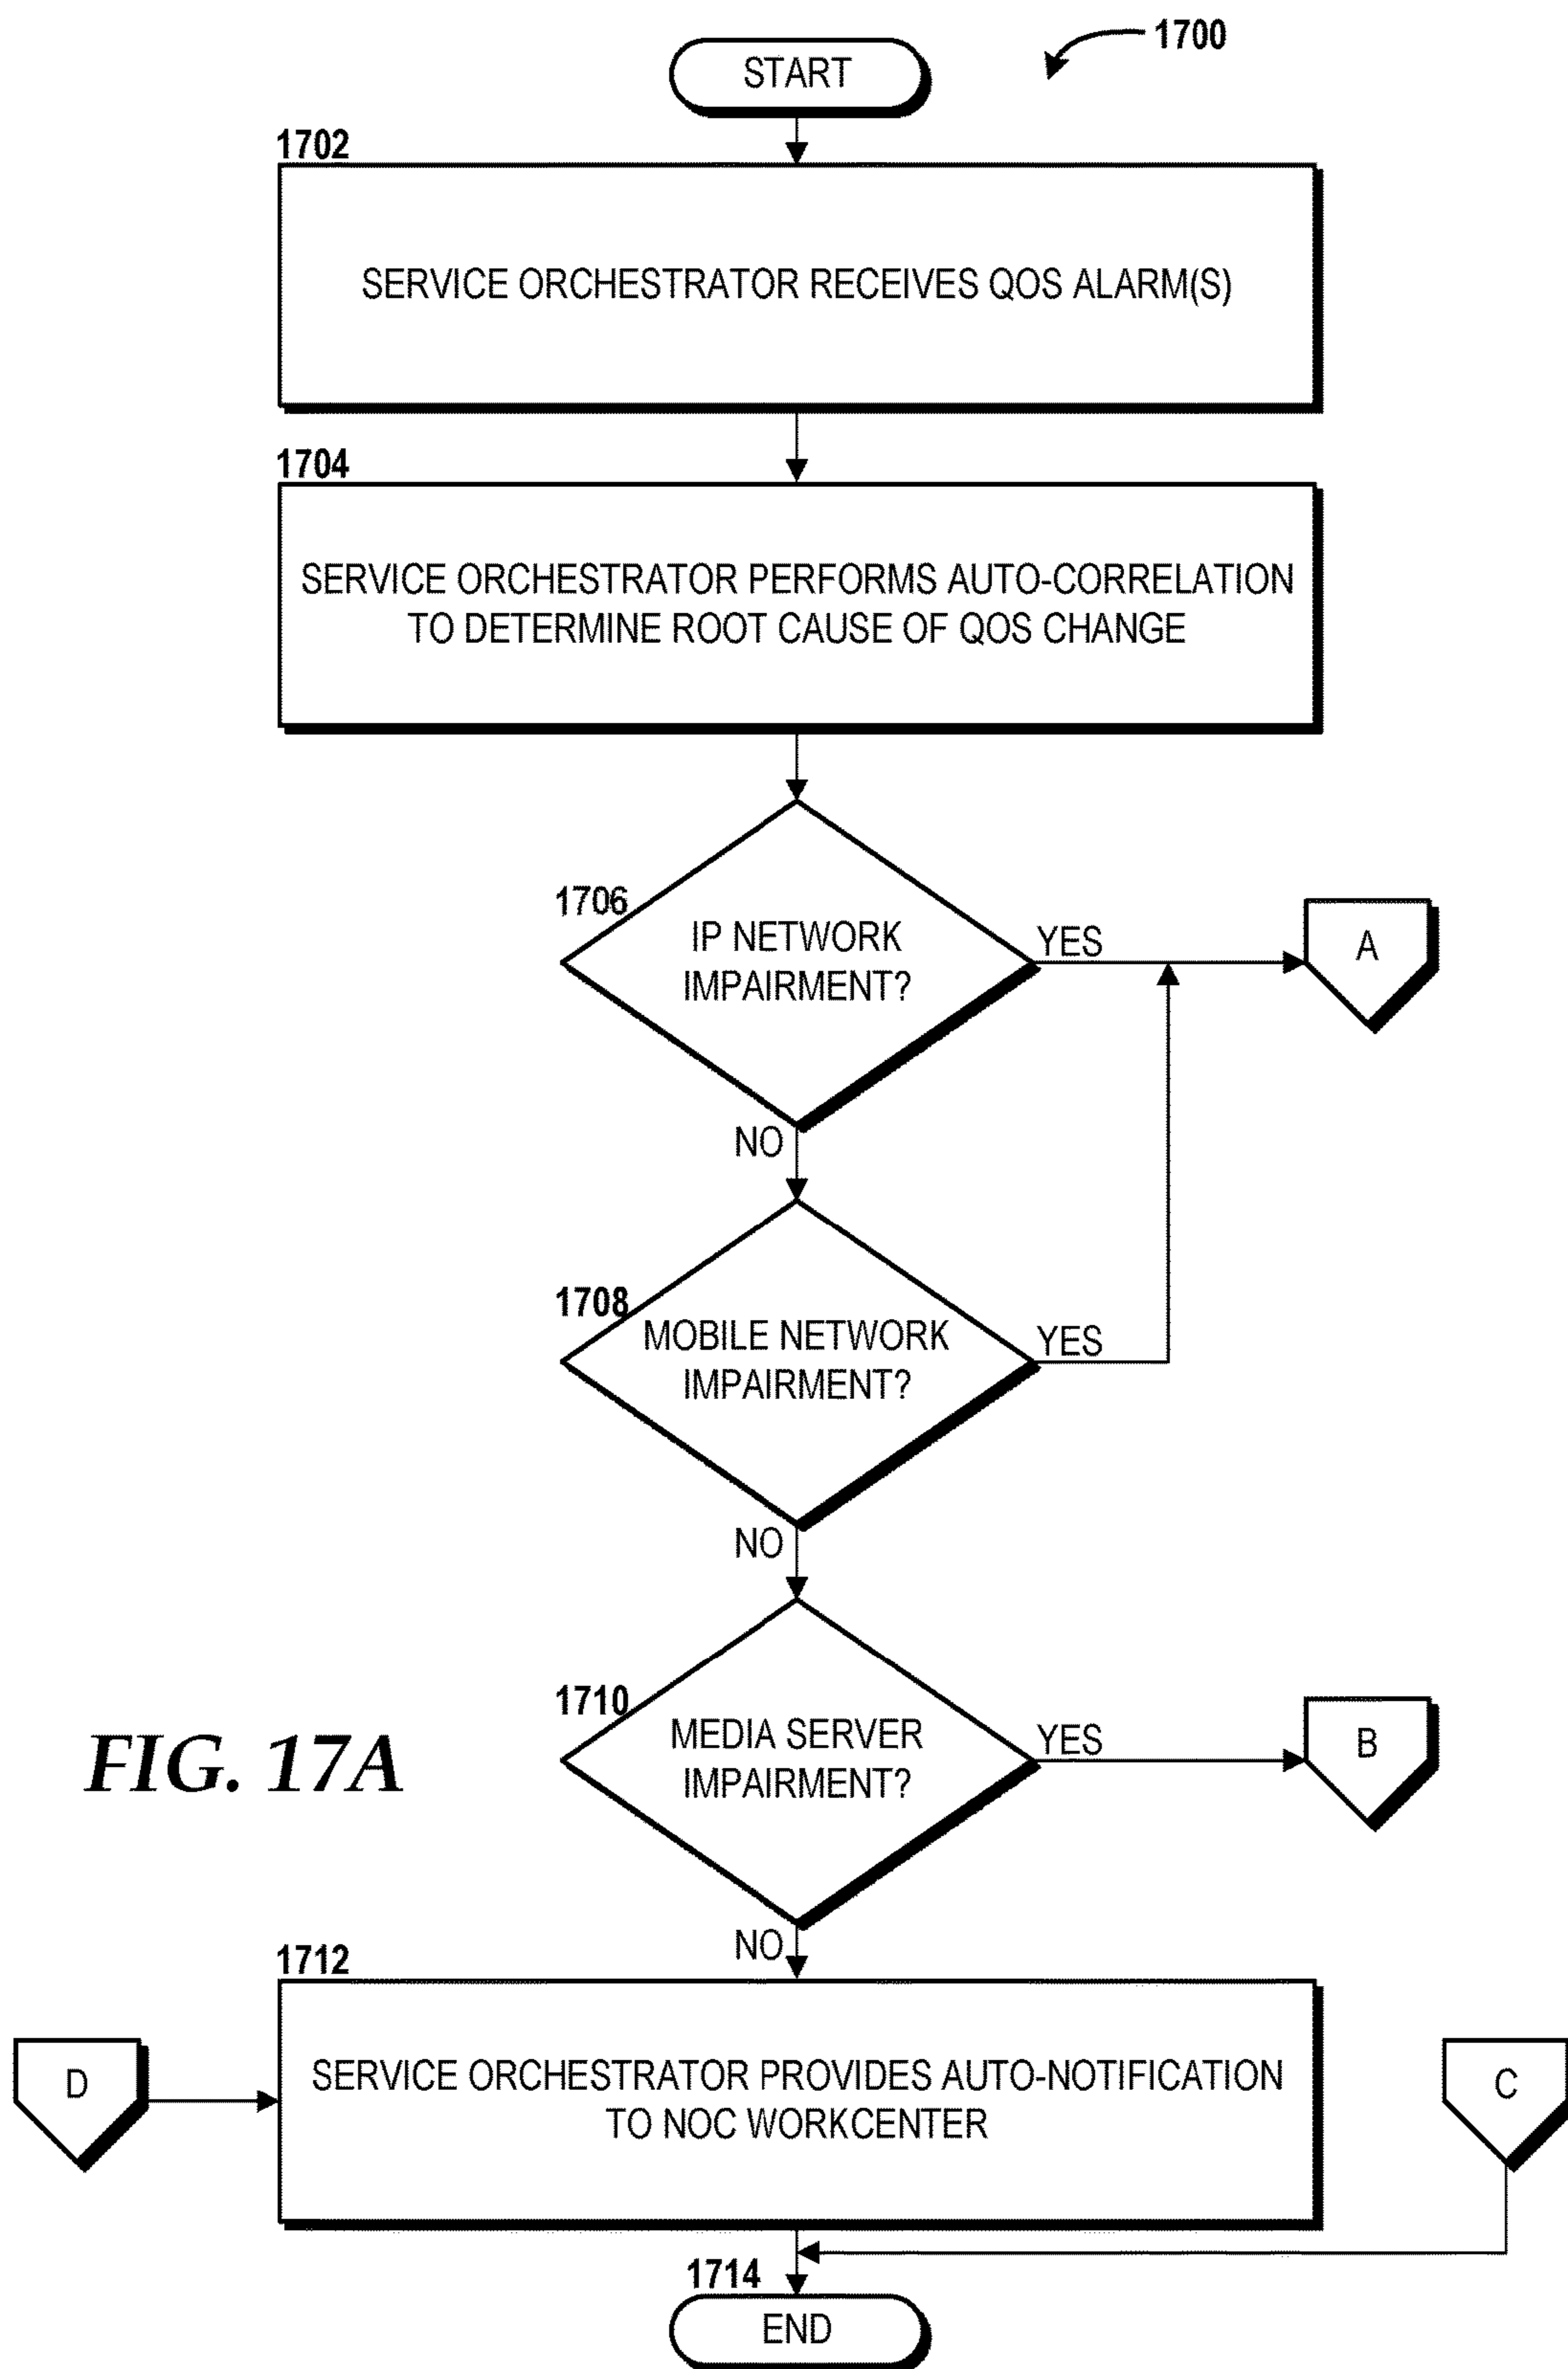 1700
START
1702
SERVICE ORCHESTRATOR RECEIVES QOS ALARM(S)
1704
SERVICE ORCHESTRATOR PERFORMS AUTO-CORRELATION
TO DETERMINE ROOT CAUSE OF QOS CHANGE
1706
IP NETWORK
IMPAIRMENT?
YES
A
NO
1708
MOBILE NETWORK
IMPAIRMENT?
YES
NO
1710
MEDIA SERVER
IMPAIRMENT?
YES
B
FIG. 17A
NO
1712
SERVICE ORCHESTRATOR PROVIDES AUTO-NOTIFICATION
TO NOC WORKCENTER
D
C
1714
END